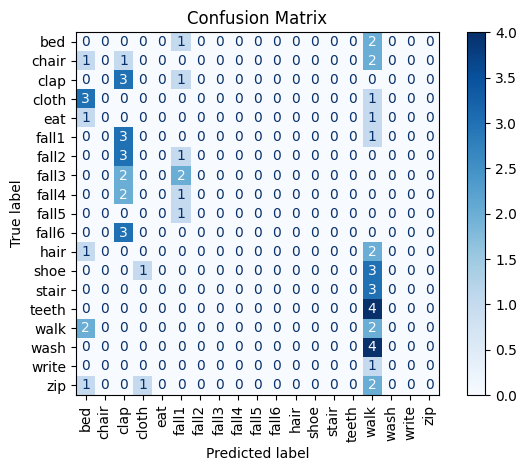 Confusion Matrix
True label
bed 0 0 0 0 0 1 0 0 0 0 0 0 0 0 0 2 0 0 0
chair 1 0 1 0 0 0 0 0 0 0 0 0 0 0 0 2 0 0 0
clap 0 0 3 0 0 1 0 0 0 0 0 0 0 0 0 0 0 0 0
cloth 3 0 0 0 0 0 0 0 0 0 0 0 0 0 0 1 0 0 0
eat 1 0 0 0 0 0 0 0 0 0 0 0 0 0 0 1 0 0 0
fall1 0 0 3 0 0 0 0 0 0 0 0 0 0 0 0 1 0 0 0
fall2 0 0 3 0 0 1 0 0 0 0 0 0 0 0 0 0 0 0 0
fall3 0 0 2 0 0 2 0 0 0 0 0 0 0 0 0 0 0 0 0
fall4 0 0 2 0 0 1 0 0 0 0 0 0 0 0 0 0 0 0 0
fall5 0 0 0 0 0 1 0 0 0 0 0 0 0 0 0 0 0 0 0
fall6 0 0 3 0 0 0 0 0 0 0 0 0 0 0 0 0 0 0 0
hair 1 0 0 0 0 0 0 0 0 0 0 0 0 0 0 2 0 0 0
shoe 0 0 0 1 0 0 0 0 0 0 0 0 0 0 0 3 0 0 0
stair 0 0 0 0 0 0 0 0 0 0 0 0 0 0 0 3 0 0 0
teeth 0 0 0 0 0 0 0 0 0 0 0 0 0 0 0 4 0 0 0
walk 2 0 0 0 0 0 0 0 0 0 0 0 0 0 0 2 0 0 0
wash 0 0 0 0 0 0 0 0 0 0 0 0 0 0 0 4 0 0 0
write 0 0 0 0 0 0 0 0 0 0 0 0 0 0 0 1 0 0 0
zip 1 0 0 1 0 0 0 0 0 0 0 0 0 0 0 2 0 0 0
bed chair clap cloth eat fall1 fall2 fall3 fall4 fall5 fall6 hair shoe stair teeth walk wash write zip
Predicted label
4.0
3.5
3.0
2.5
2.0
1.5
1.0
0.5
0.0